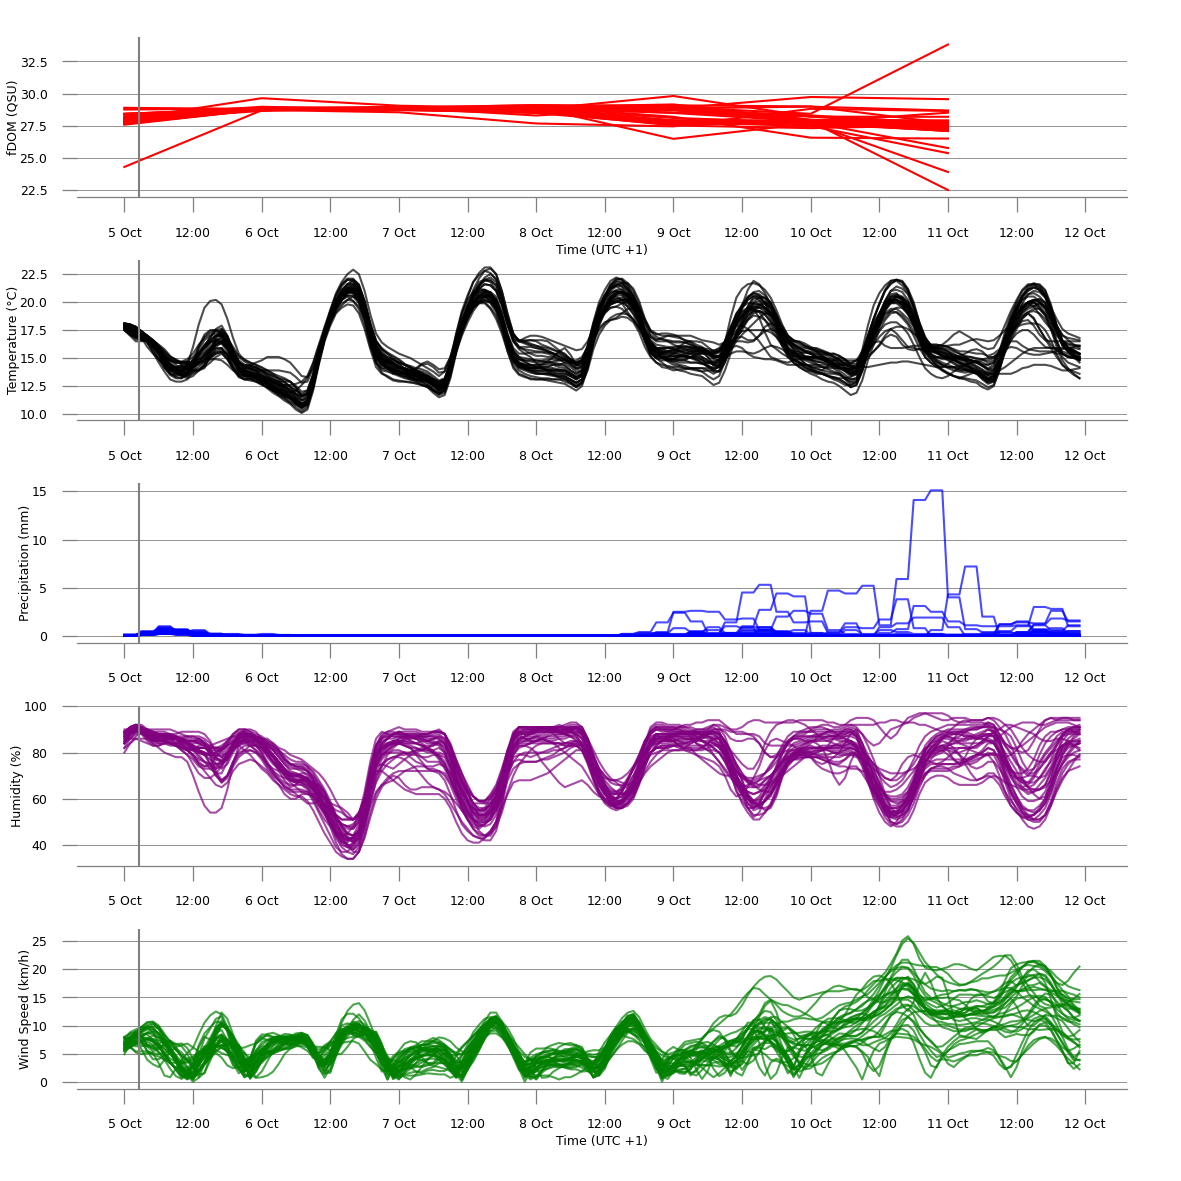 fDOM (QSU)
32.5
30.0
27.5
25.0
22.5
5 Oct 12:00 6 Oct 12:00 7 Oct 12:00 8 Oct 12:00 9 Oct 12:00 10 Oct 12:00 11 Oct 12:00 12 Oct
Time (UTC +1)
Temperature (°C)
22.5
20.0
17.5
15.0
12.5
10.0
5 Oct 12:00 6 Oct 12:00 7 Oct 12:00 8 Oct 12:00 9 Oct 12:00 10 Oct 12:00 11 Oct 12:00 12 Oct
Precipitation (mm)
15
10
5
0
5 Oct 12:00 6 Oct 12:00 7 Oct 12:00 8 Oct 12:00 9 Oct 12:00 10 Oct 12:00 11 Oct 12:00 12 Oct
Humidity (%)
100
80
60
40
5 Oct 12:00 6 Oct 12:00 7 Oct 12:00 8 Oct 12:00 9 Oct 12:00 10 Oct 12:00 11 Oct 12:00 12 Oct
Wind Speed (km/h)
25
20
15
10
5
0
5 Oct 12:00 6 Oct 12:00 7 Oct 12:00 8 Oct 12:00 9 Oct 12:00 10 Oct 12:00 11 Oct 12:00 12 Oct
Time (UTC +1)